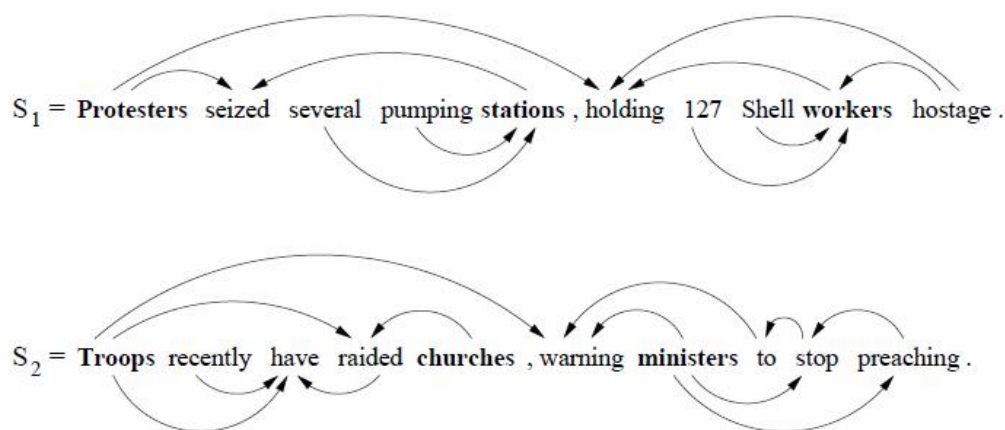 S1 = Protesters seized several pumping stations , holding 127 Shell workers hostage .
S2 = Troops recently have raided churches , warning ministers to stop preaching .